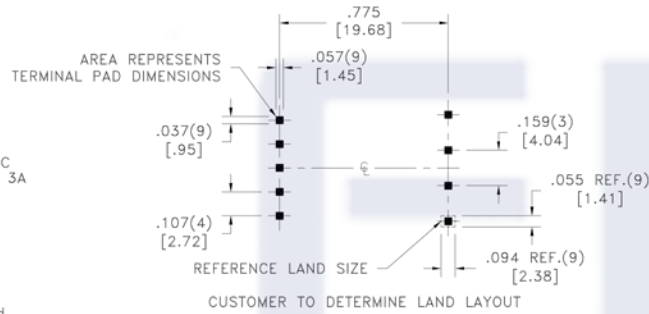 .775
[19.68]
AREA REPRESENTS
TERMINAL PAD DIMENSIONS
.057(9)
[1.45]
.037(9)
[.95]
.159(3)
[4.04]
C
3A
℄
.055 REF.(9)
[1.41]
.107(4)
[2.72]
REFERENCE LAND SIZE
.094 REF.(9)
[2.38]
CUSTOMER TO DETERMINE LAND LAYOUT